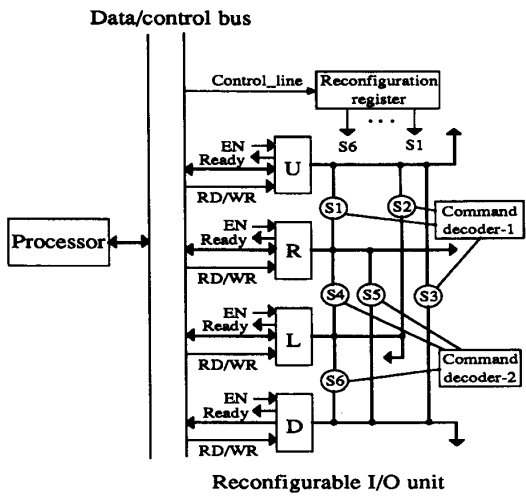 Data/control bus
Control_line
Reconfiguration
register
S6
...
S1
EN
Ready
U
RD/WR
S1
S2
Command
decoder-1
EN
Ready
R
RD/WR
Processor
S4
S5
S3
EN
Ready
L
RD/WR
Command
decoder-2
S6
EN
Ready
D
RD/WR
Reconfigurable I/O unit